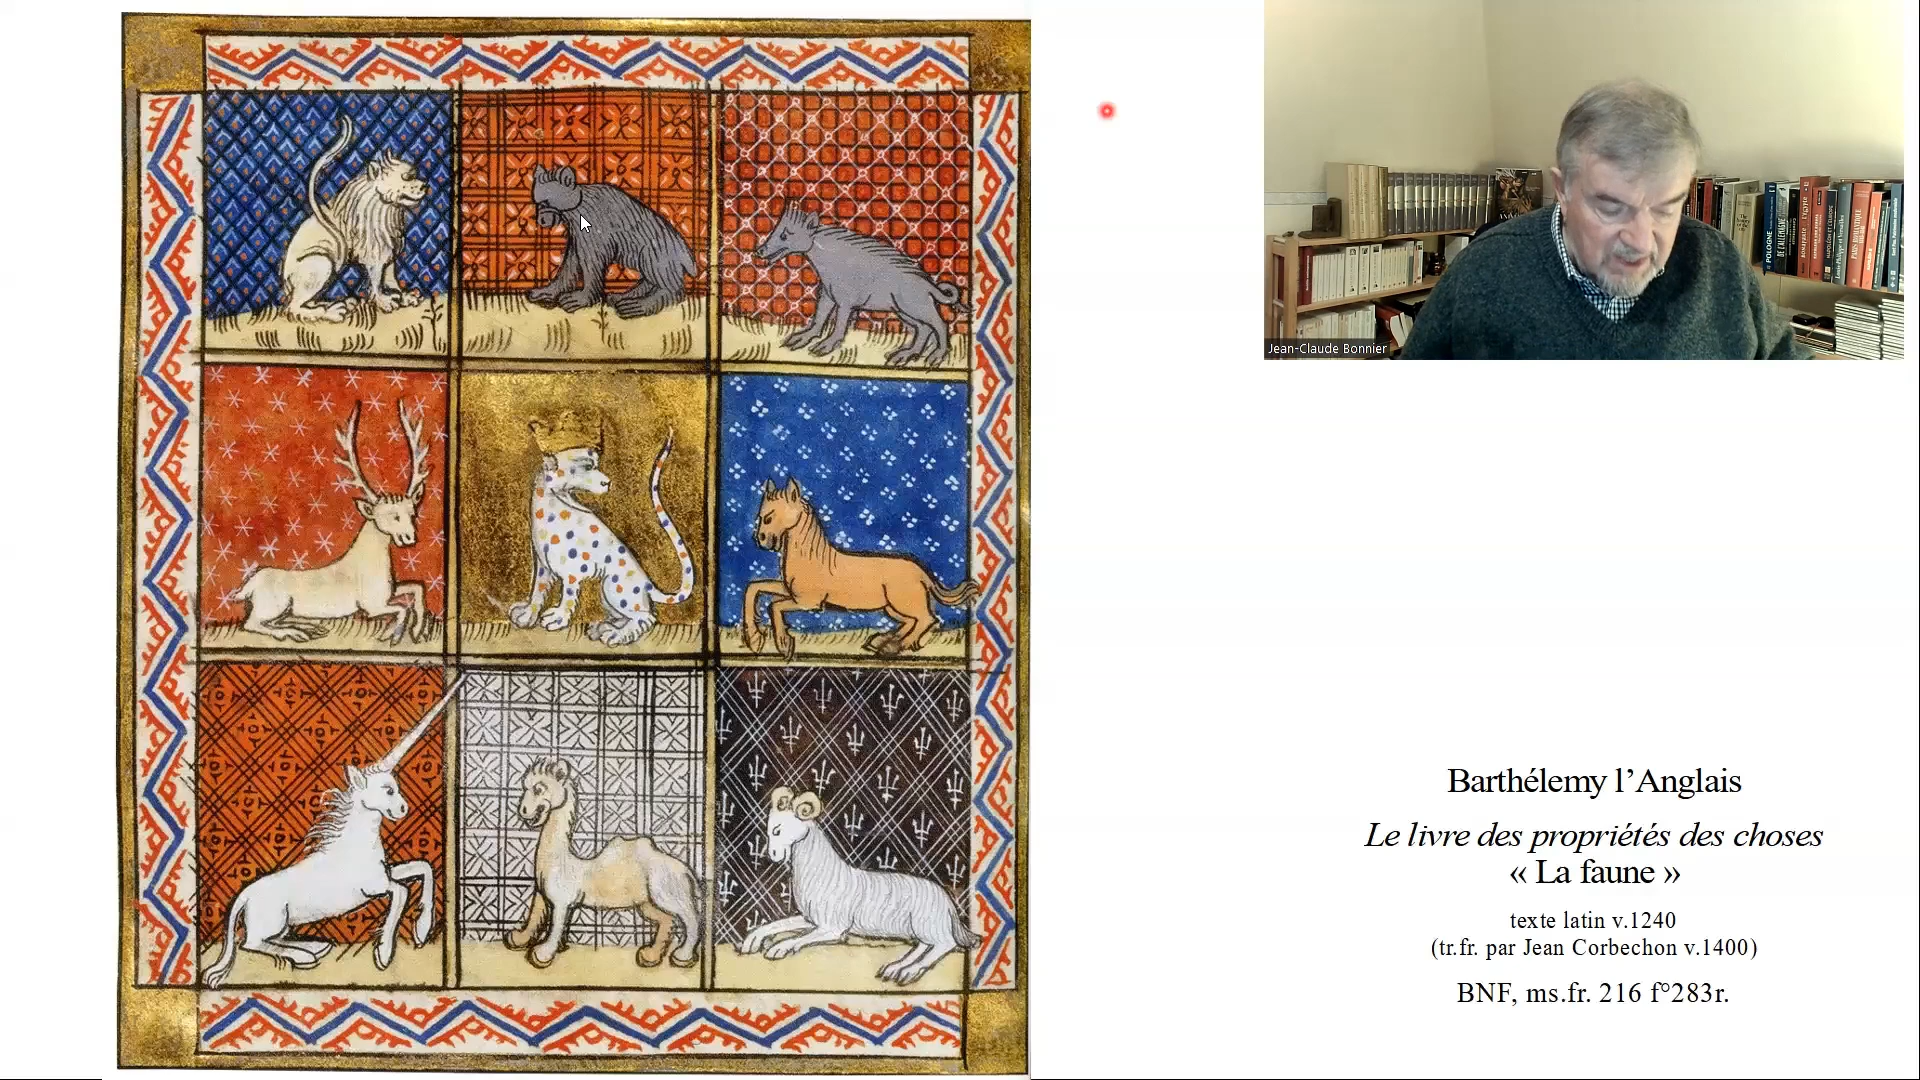 Jean-Claude Bonnier
Barthélemy l’Anglais
Le livre des propriétés des choses
« La faune »
texte latin v.1240
(tr.fr. par Jean Corbechon v.1400)
BNF, ms.fr. 216 f°283r.